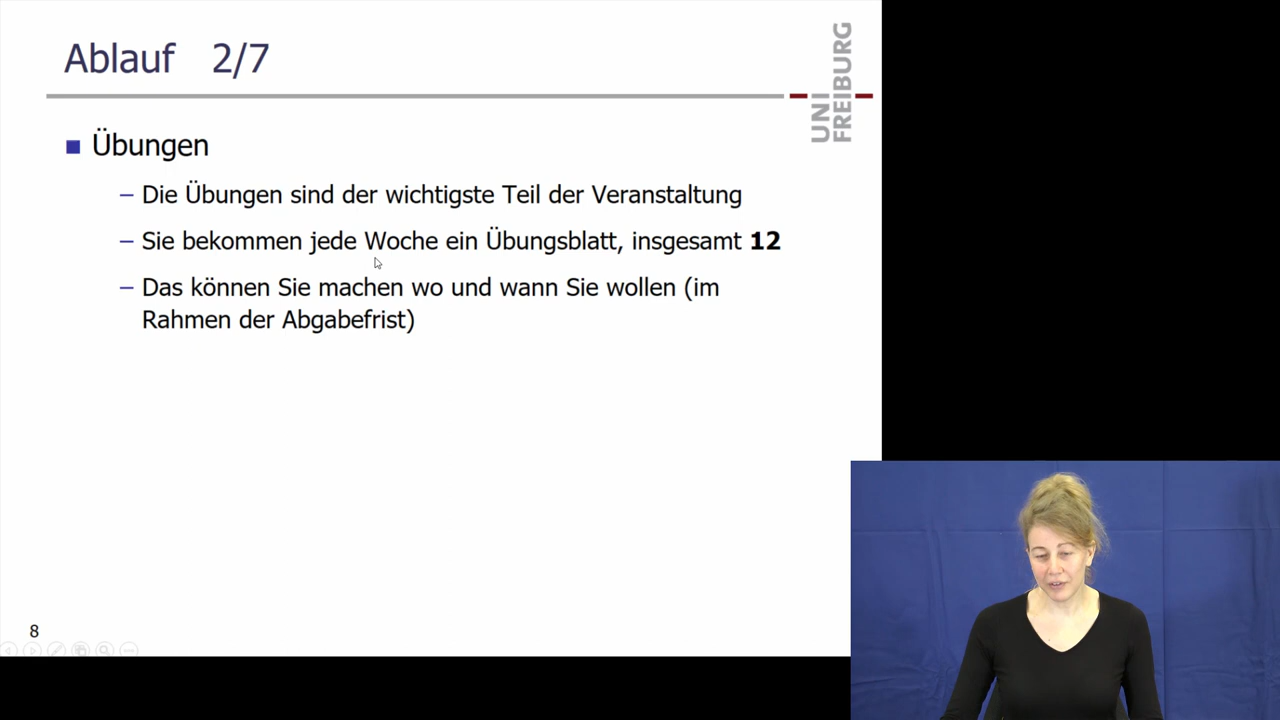 Ablauf 2/7
UNI
FREIBURG
Übungen
– Die Übungen sind der wichtigste Teil der Veranstaltung
– Sie bekommen jede Woche ein Übungsblatt, insgesamt 12
– Das können Sie machen wo und wann Sie wollen (im
Rahmen der Abgabefrist)
8